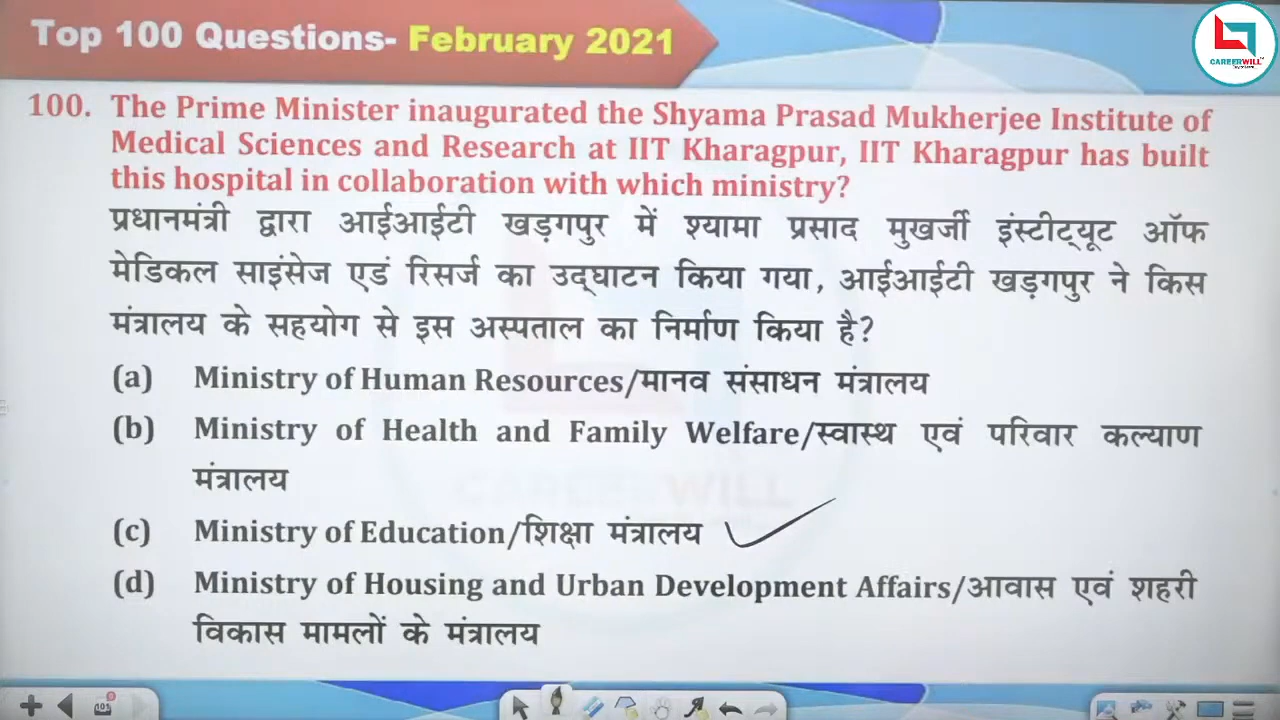 Top 100 Questions- February 2021
CAREERWILL
100. The Prime Minister inaugurated the Shyama Prasad Mukherjee Institute of
Medical Sciences and Research at IIT Kharagpur, IIT Kharagpur has built
this hospital in collaboration with which ministry?
प्रधानमंत्री द्वारा आईआईटी खड़गपुर में श्यामा प्रसाद मुखर्जी इंस्टीट्यूट ऑफ
मेडिकल साइंसेज एडं रिसर्ज का उद्घाटन किया गया, आईआईटी खड़गपुर ने किस
मंत्रालय के सहयोग से इस अस्पताल का निर्माण किया है?
(a) Ministry of Human Resources/मानव संसाधन मंत्रालय
(b) Ministry of Health and Family Welfare/स्वास्थ एवं परिवार कल्याण
मंत्रालय
(c) Ministry of Education/शिक्षा मंत्रालय
(d) Ministry of Housing and Urban Development Affairs/आवास एवं शहरी
विकास मामलों के मंत्रालय